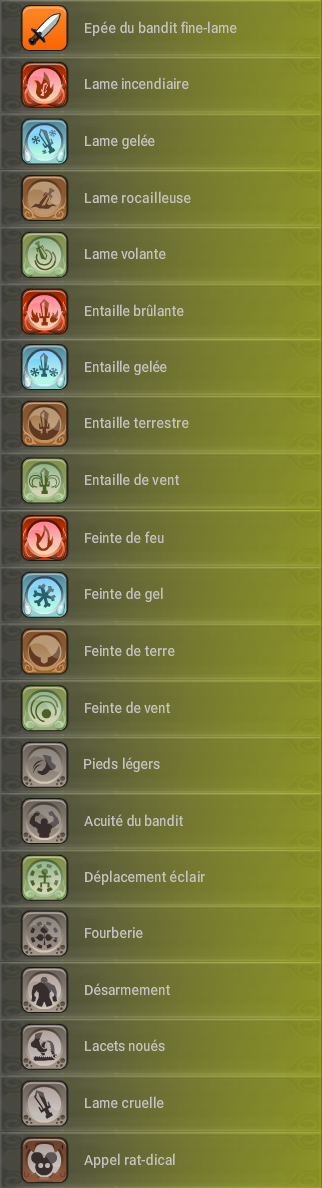 Epée du bandit fine-lame
Lame incendiaire
Lame gelée
Lame rocailleuse
Lame volante
Entaille brûlante
Entaille gelée
Entaille terrestre
Entaille de vent
Feinte de feu
Feinte de gel
Feinte de terre
Feinte de vent
Pieds légers
Acuité du bandit
Déplacement éclair
Fourberie
Désarmement
Lacets noués
Lame cruelle
Appel rat-dical